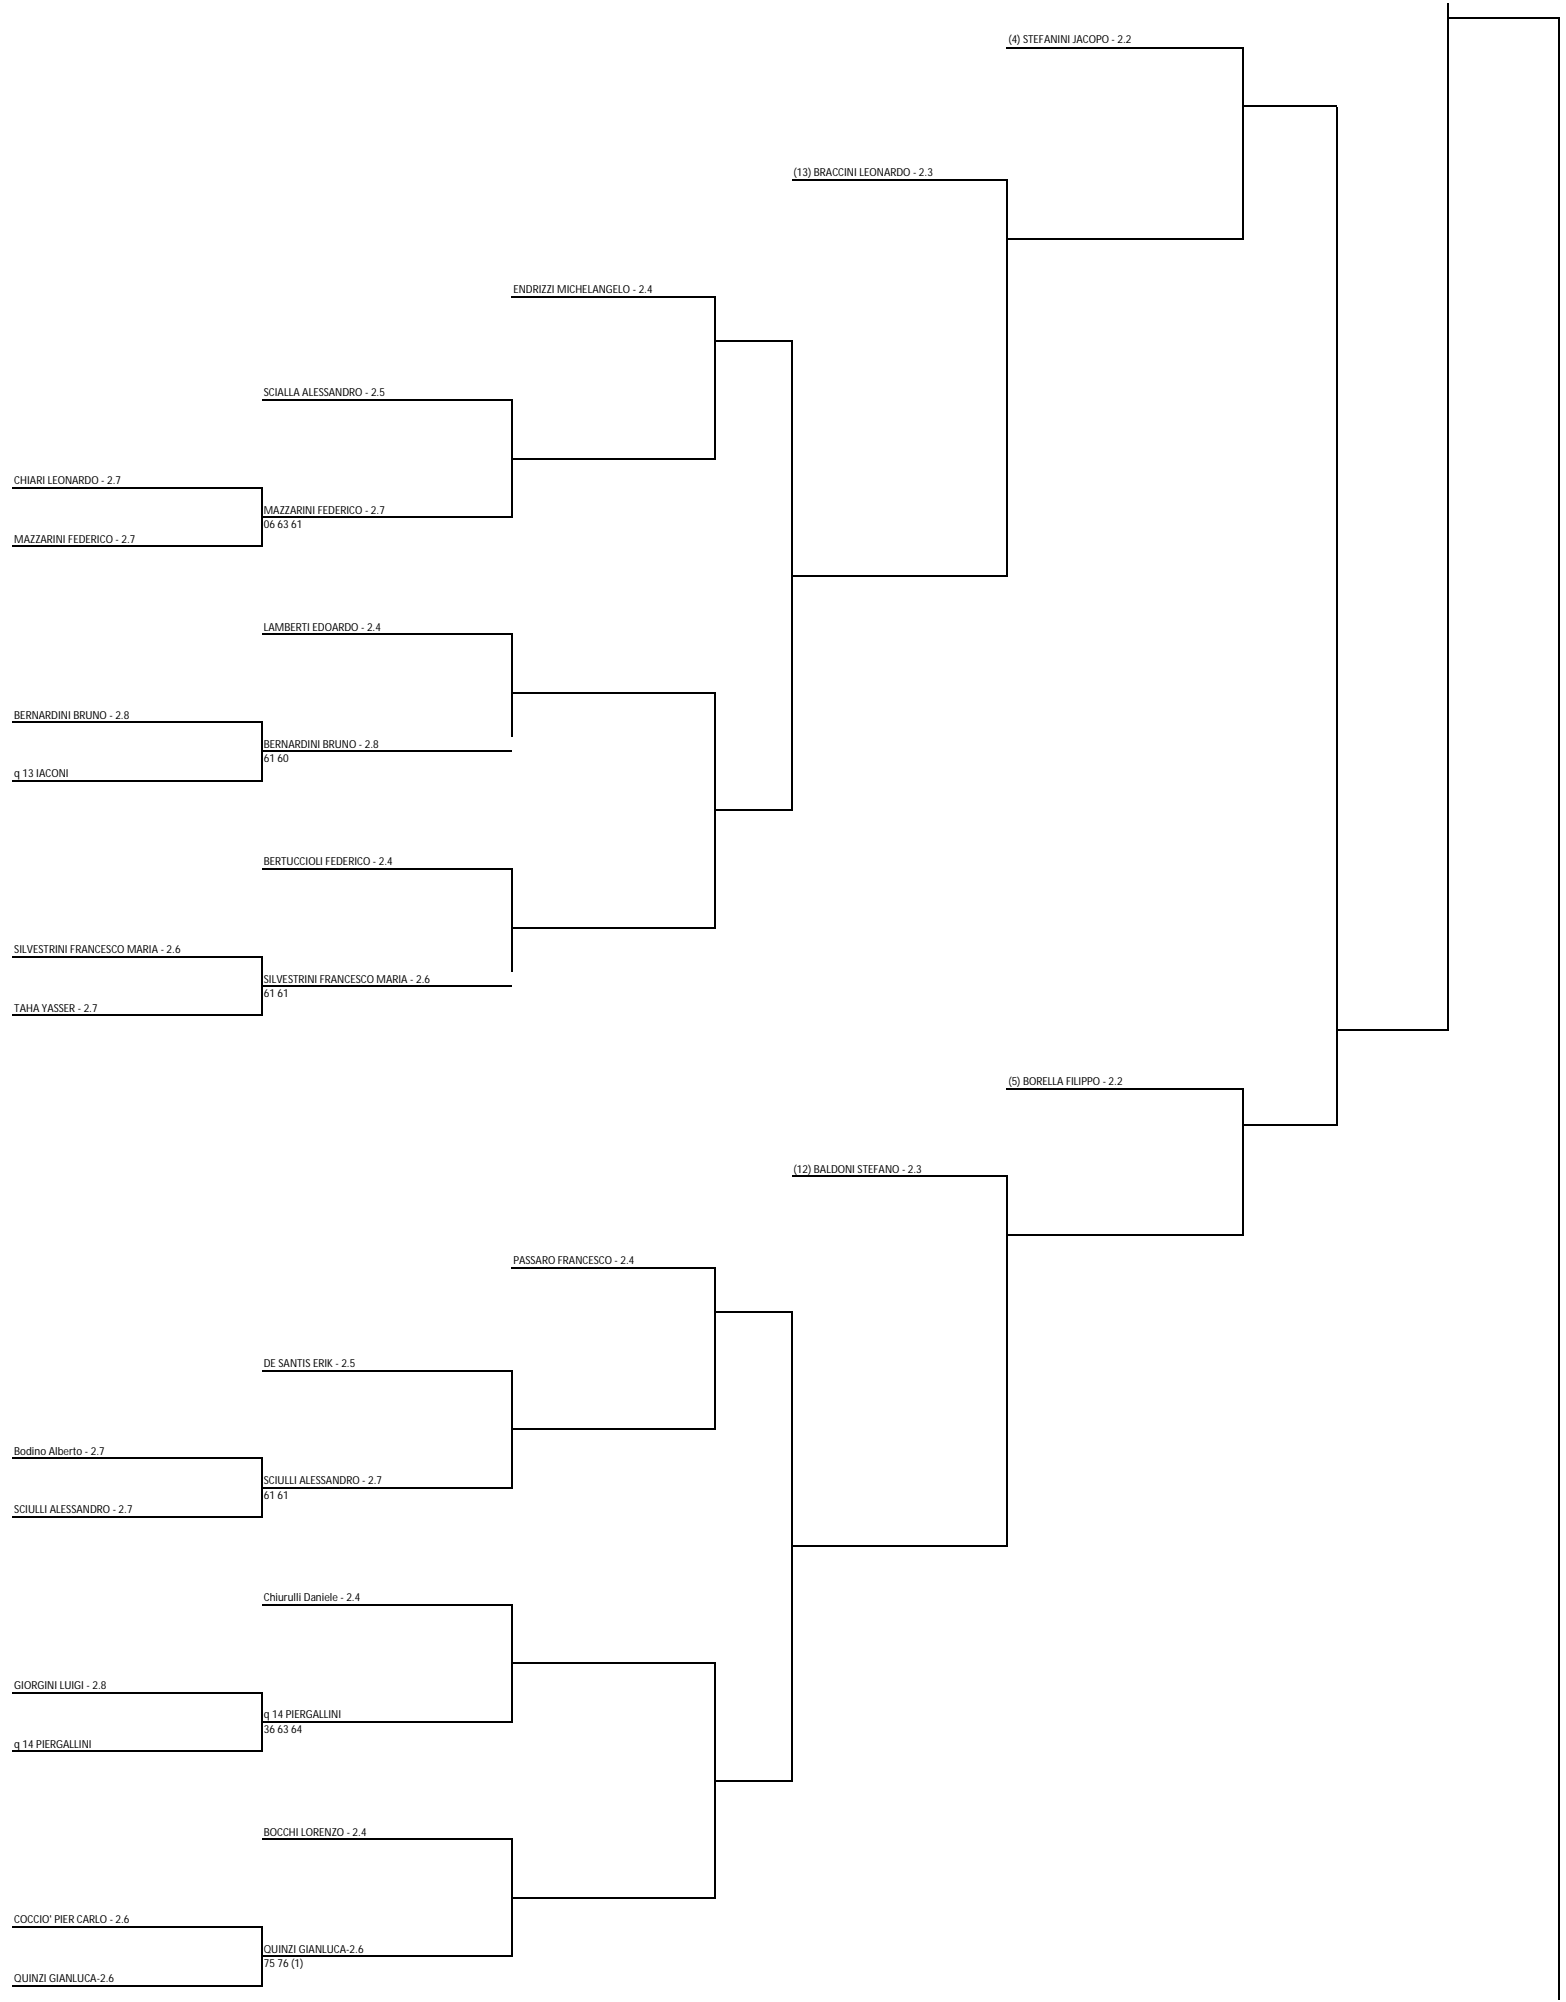 (4) STEFANINI JACOPO - 2.2
(13) BRACCINI LEONARDO - 2.3
ENDRIZZI MICHELANGELO - 2.4
SCIALLA ALESSANDRO - 2.5
CHIARI LEONARDO - 2.7
MAZZARINI FEDERICO - 2.7
06 63 61
MAZZARINI FEDERICO - 2.7
LAMBERTI EDOARDO - 2.4
BERNARDINI BRUNO - 2.8
BERNARDINI BRUNO - 2.8
61 60
q 13 IACONI
BERTUCCIOLI FEDERICO - 2.4
SILVESTRINI FRANCESCO MARIA - 2.6
SILVESTRINI FRANCESCO MARIA - 2.6
61 61
TAHA YASSER - 2.7
(5) BORELLA FILIPPO - 2.2
(12) BALDONI STEFANO - 2.3
PASSARO FRANCESCO - 2.4
DE SANTIS ERIK - 2.5
Bodino Alberto - 2.7
SCIULLI ALESSANDRO - 2.7
61 61
SCIULLI ALESSANDRO - 2.7
Chiurulli Daniele - 2.4
GIORGINI LUIGI - 2.8
q 14 PIERGALLINI
36 63 64
q 14 PIERGALLINI
BOCCHI LORENZO - 2.4
COCCIO' PIER CARLO - 2.6
QUINZI GIANLUCA-2.6
75 76 (1)
QUINZI GIANLUCA-2.6